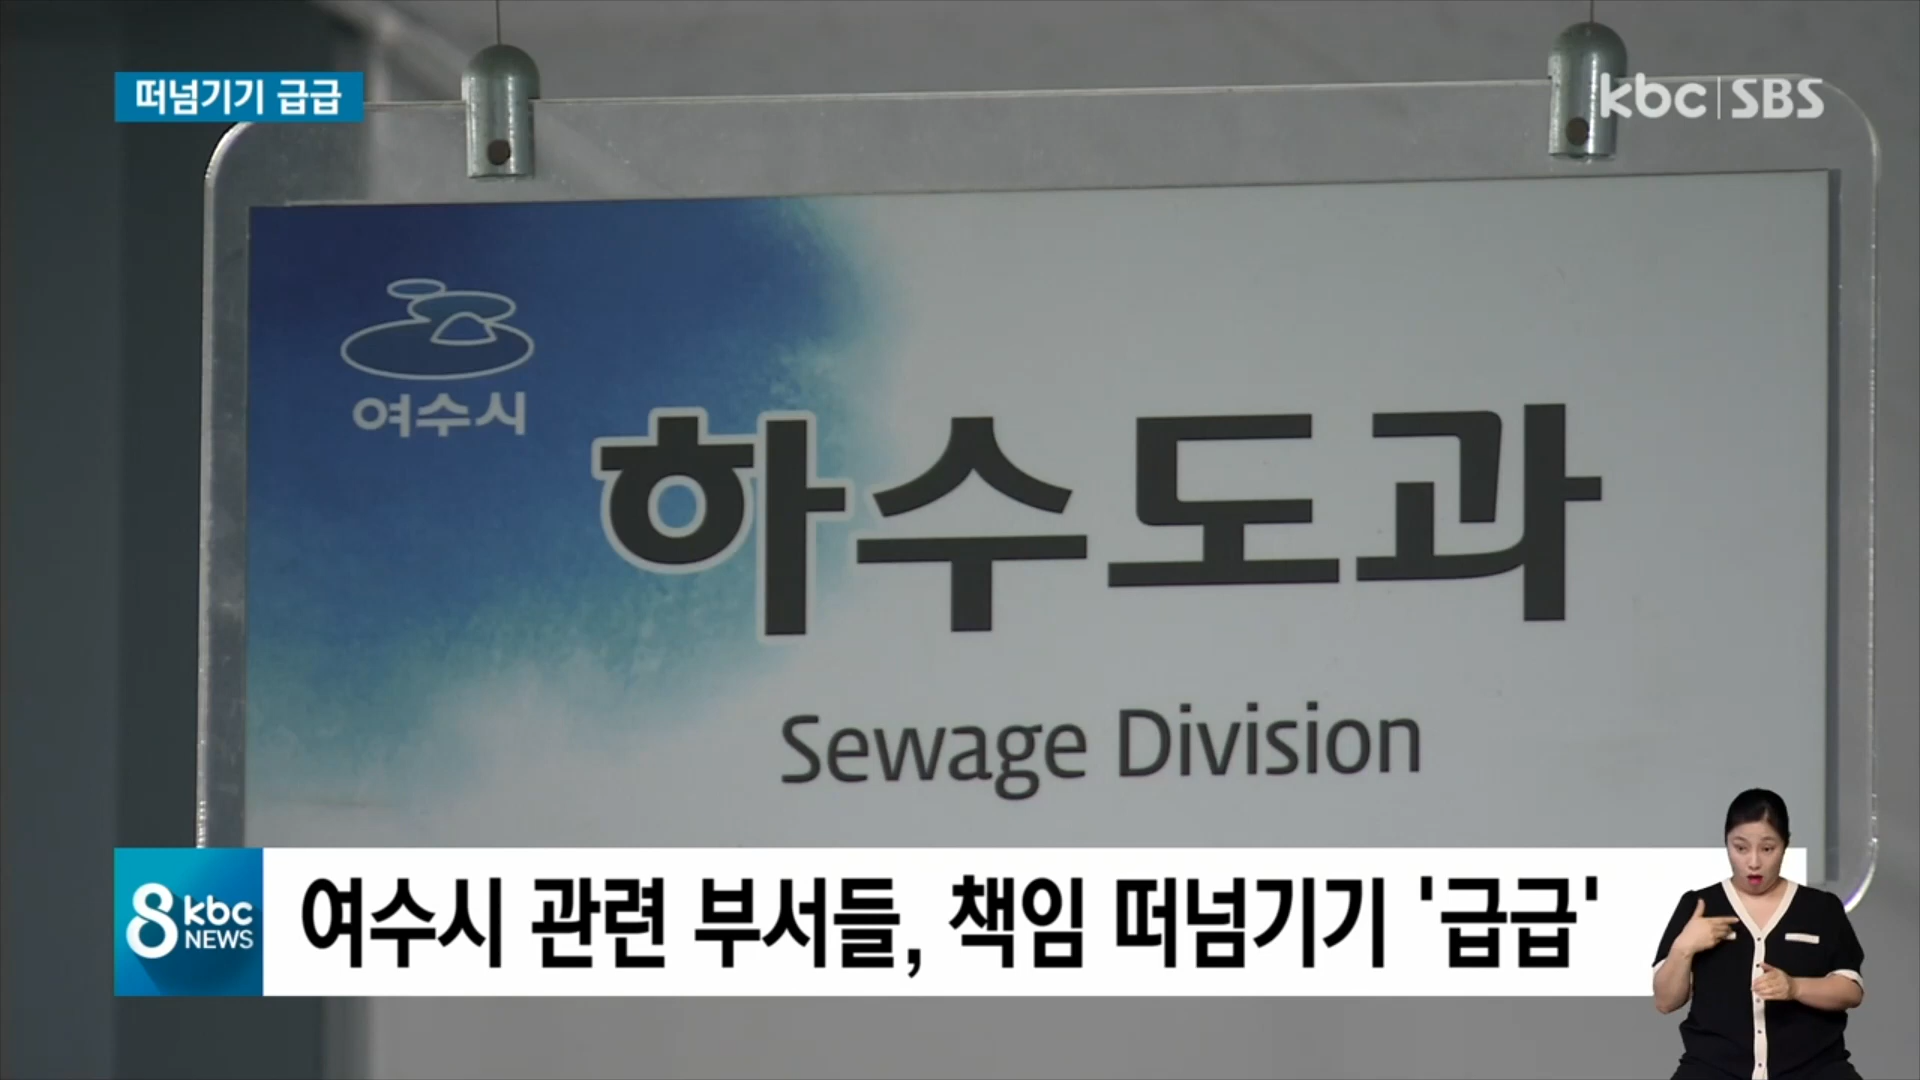 떠넘기기 급급
kbc SBS
여수시
하수도과
Sewage Division
8 kbc NEWS
여수시 관련 부서들, 책임 떠넘기기 '급급'